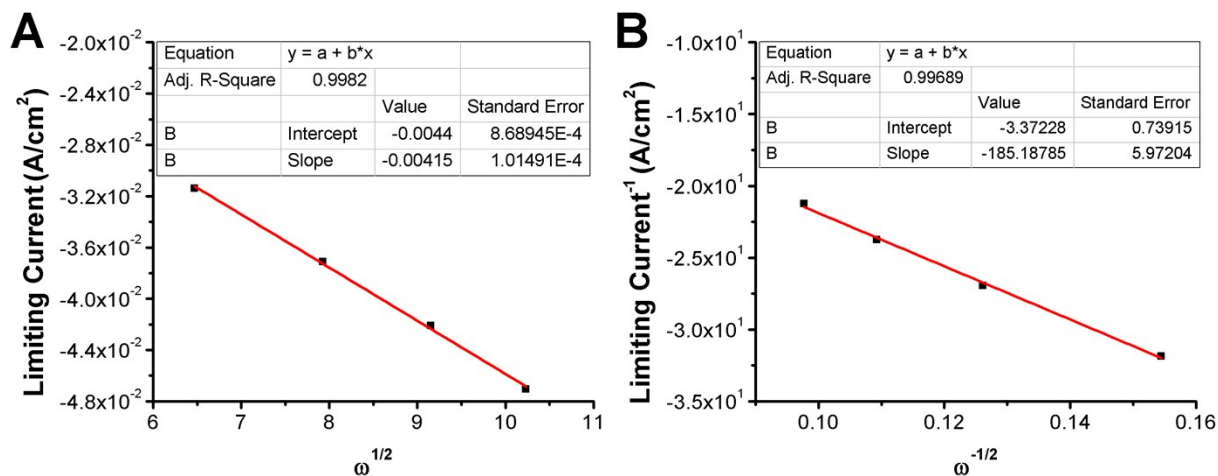 A
Equation y = a + b*x
Adj. R-Square 0.9982
Value Standard Error
B Intercept -0.0044 8.68945E-4
B Slope -0.00415 1.01491E-4
Limiting Current (A/cm²)
-2.0x10⁻²
-2.4x10⁻²
-2.8x10⁻²
-3.2x10⁻²
-3.6x10⁻²
-4.0x10⁻²
-4.4x10⁻²
-4.8x10⁻²
6 7 8 9 10 11
ω¹/²
B
Equation y = a + b*x
Adj. R-Square 0.99689
Value Standard Error
B Intercept -3.37228 0.73915
B Slope -185.18785 5.97204
Limiting Current⁻¹ (A/cm²)
-1.0x10¹
-1.5x10¹
-2.0x10¹
-2.5x10¹
-3.0x10¹
-3.5x10¹
0.10 0.12 0.14 0.16
ω⁻¹/²